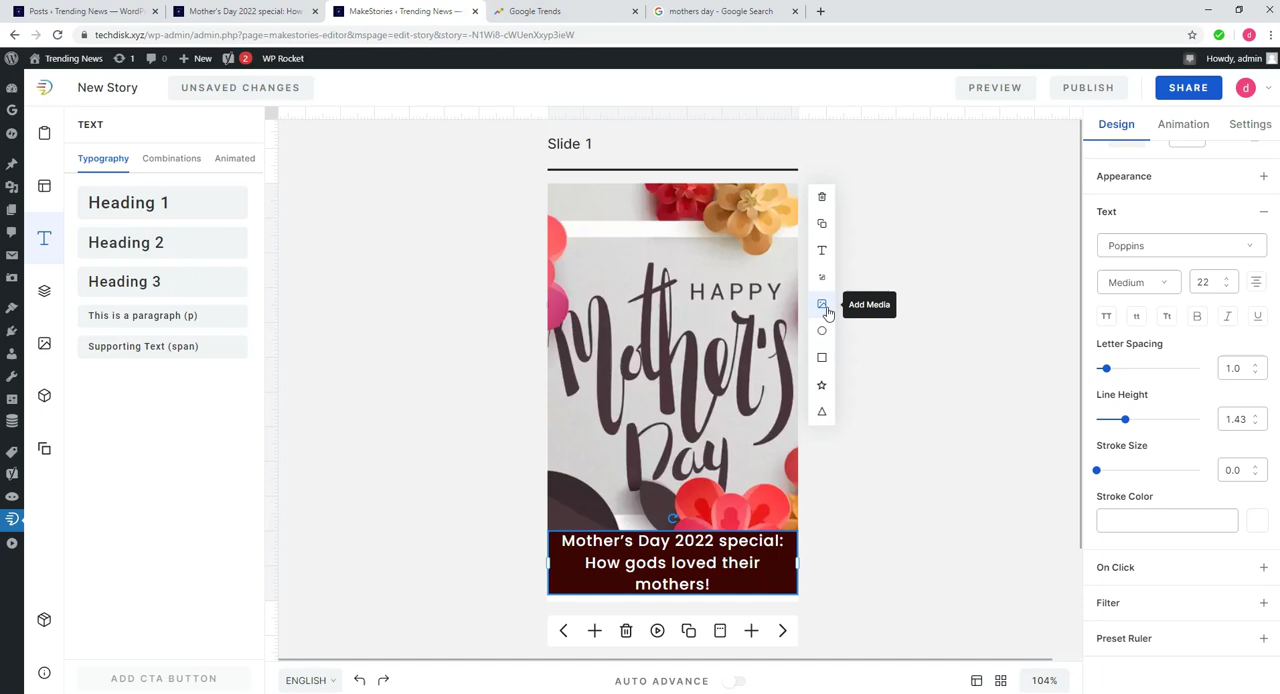 Posts ‹ Trending News — WordPr
Mother's Day 2022 special: How
MakeStories ‹ Trending News —
Google Trends
mothers day - Google Search
techdisk.xyz/wp-admin/admin.php?page=makestories-editor&mspage=edit-story&story=-N1Wi8-cWUenXxyp3ieW
d
Trending News
1
0
New
2
WP Rocket
Howdy, admin
New Story
UNSAVED CHANGES
PREVIEW
PUBLISH
SHARE
d
TEXT
Typography
Combinations
Animated
Heading 1
Heading 2
Heading 3
This is a paragraph (p)
Supporting Text (span)
ADD CTA BUTTON
Slide 1
HAPPY
Mother's
Day
Mother's Day 2022 special:
How gods loved their
mothers!
Add Media
ENGLISH
AUTO ADVANCE
104%
Design
Animation
Settings
Appearance
Text
Poppins
Medium
22
TT
tt
Tt
B
I
U
Letter Spacing
1.0
Line Height
1.43
Stroke Size
0.0
Stroke Color
On Click
Filter
Preset Ruler